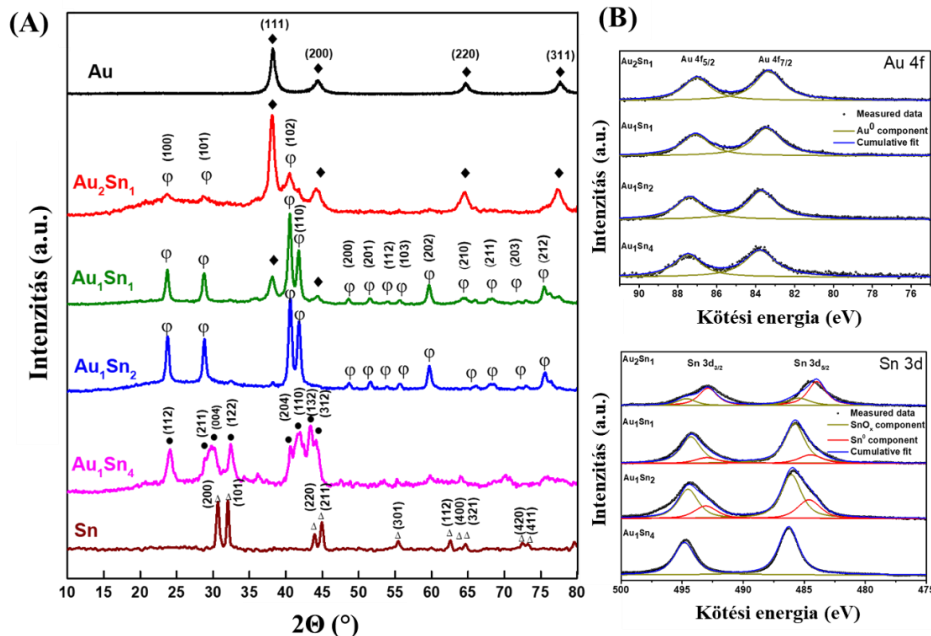 (A)
Intenzitás (a.u.)
Au
(111)
(200)
(220)
(311)
Au2Sn1
(100)
(101)
(102)
φ φ φ
Au1Sn1
φ φ φ φ
(110)
(200)
(201)
(112)
(103)
(202)
(210)
(211)
(203)
(212)
φ φ φ φ φ φ φ φ φ
Au1Sn2
φ φ φ φ
φ φ φ φ φ φ φ φ φ
Au1Sn4
(112)
(211)
(004)
(122)
(204)
(110)
(132)
(312)
Sn
(200)
(101)
(220)
(211)
(301)
(112)
(400)
(321)
(420)
(411)
10 15 20 25 30 35 40 45 50 55 60 65 70 75 80
2Θ (°)
(B)
Intenzitás (a.u.)
Au2Sn1
Au 4f5/2
Au 4f7/2
Au 4f
Au1Sn1
Measured data
Au0 component
Cumulative fit
Au1Sn2
Au1Sn4
90 88 86 84 82 80 78 76
Kötési energia (eV)
Intenzitás (a.u.)
Au2Sn1
Sn 3d3/2
Sn 3d5/2
Sn 3d
Au1Sn1
Measured data
SnOx component
Sn0 component
Cumulative fit
Au1Sn2
Au1Sn4
500 495 490 485 480 475
Kötési energia (eV)